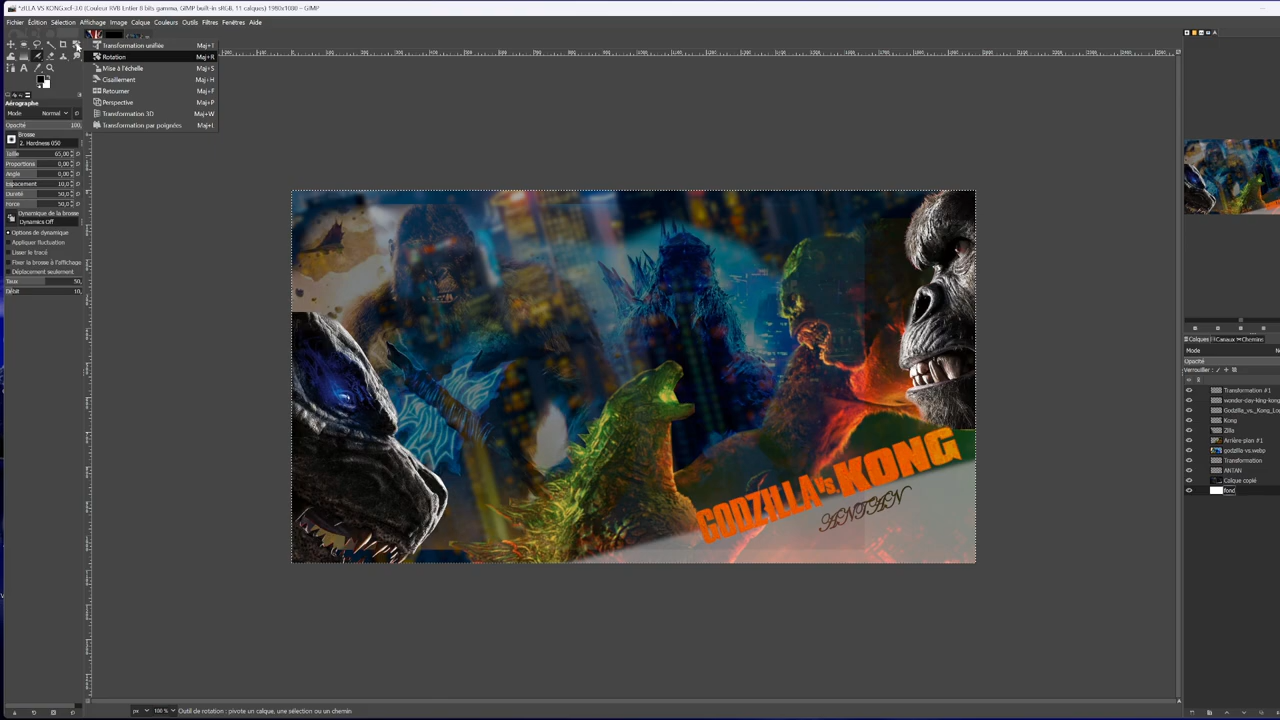 *zILLA VS KONG.xcf-3.0 (Couleur RVB Entier 8 bits gamma, GIMP built-in sRGB, 11 calques) 1980x1080 – GIMP
Fichier Édition Sélection Affichage Image Calque Couleurs Outils Filtres Fenêtres Aide
Transformation unifiée Maj+T
Rotation Maj+R
Mise à l'échelle Maj+S
Cisaillement Maj+H
Retourner Maj+F
Perspective Maj+P
Transformation 3D Maj+W
Transformation par poignées Maj+L
Aérographe
Mode Normal
Opacité 100,
Brosse
2. Hardness 050
Taille 65,00
Proportions 0,00
Angle 0,00
Espacement 10,0
Dureté 50,0
Force 50,0
Dynamique de la brosse
Dynamics Off
Options de dynamique
Appliquer fluctuation
Lisser le tracé
Fixer la brosse à l'affichage
Déplacement seulement
Taux 50,
Débit 10,
GODZILLA vs. KONG
ANTAN
Calques Canaux Chemins
Mode No
Opacité
Verrouiller :
Transformation #1
wonder-day-king-kong
Godzilla_vs._Kong_Lo
Kong
Zilla
Arrière-plan #1
godzilla vs.webp
Transformation
ANTAN
Calque copié
fond
px 100 % Outil de rotation : pivote un calque, une sélection ou un chemin